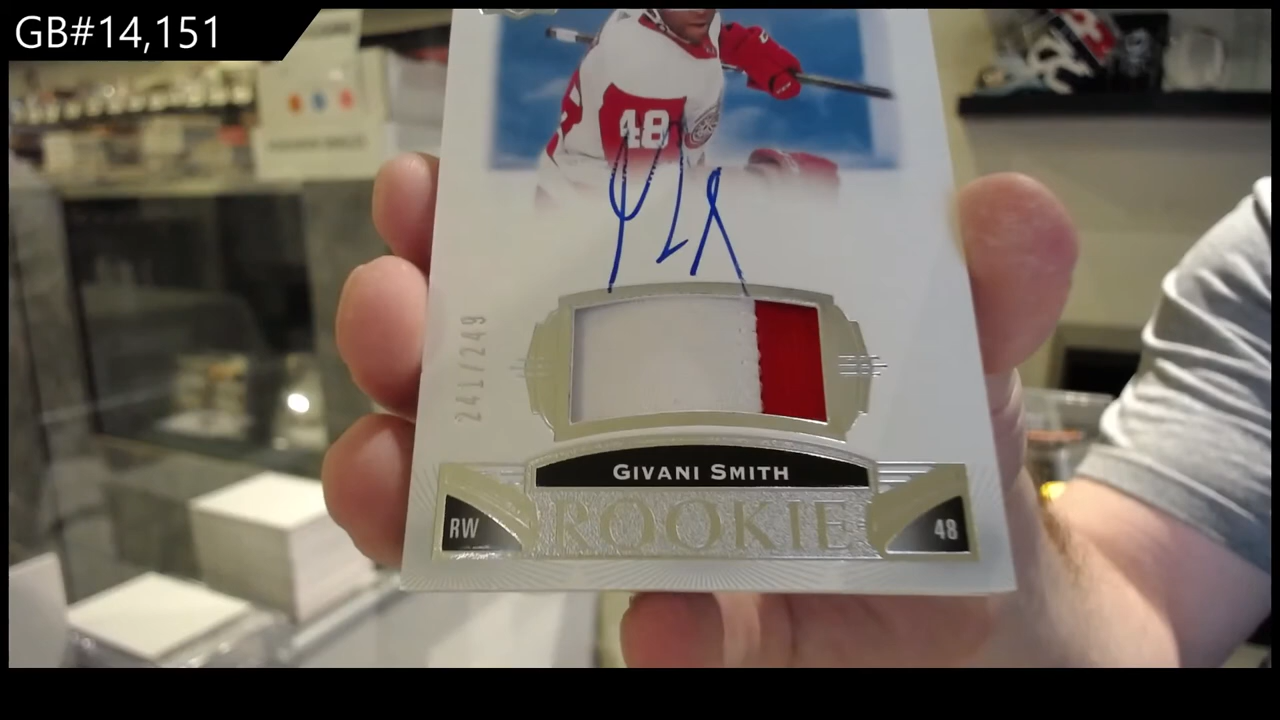 GB#14,151
48
241/249
GIVANI SMITH
ROOKIE
RW
48